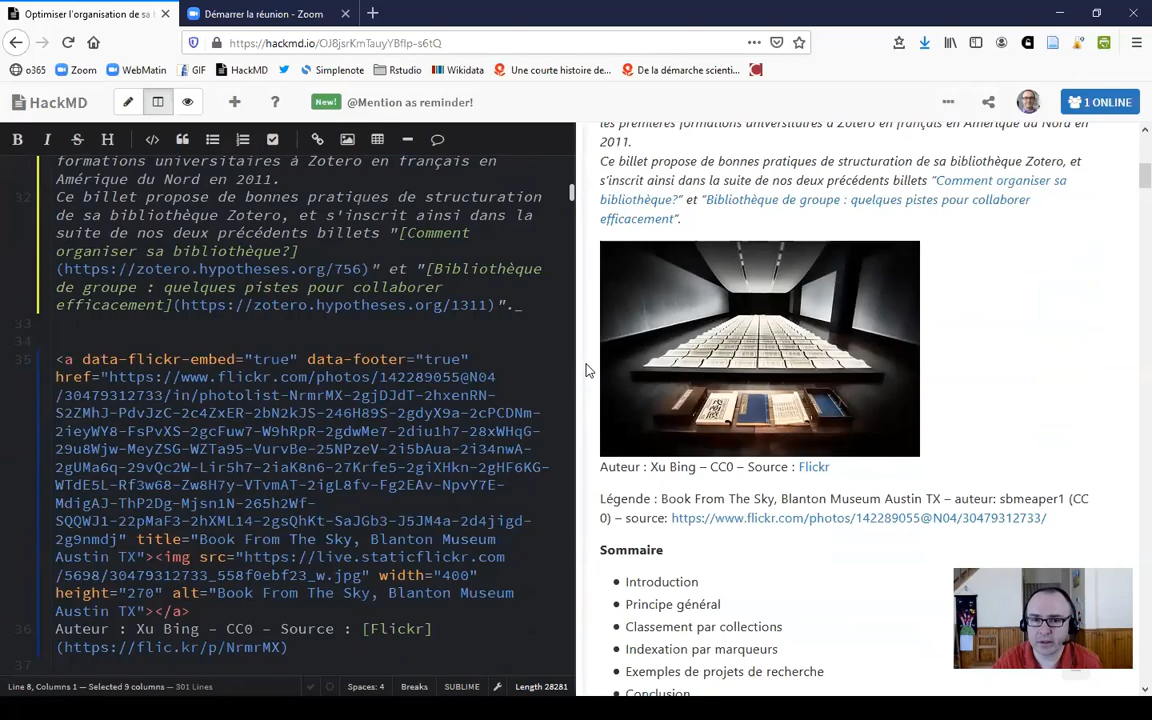 Optimiser l'organisation de sa b
Démarrer la réunion - Zoom
https://hackmd.io/OJ8jsrKmTauyYBflp-s6tQ
o365 Zoom WebMatin GIF HackMD Simplenote Rstudio Wikidata Une courte histoire de... De la démarche scienti...
HackMD New! @Mention as reminder! 1 ONLINE
B I S H
formations universitaires à Zotero en français en
Amérique du Nord en 2011.
32 Ce billet propose de bonnes pratiques de structuration
de sa bibliothèque Zotero, et s'inscrit ainsi dans la
suite de nos deux précédents billets "[Comment
organiser sa bibliothèque?]
(https://zotero.hypotheses.org/756)" et "[Bibliothèque
de groupe : quelques pistes pour collaborer
efficacement](https://zotero.hypotheses.org/1311)"._
33
34
35 <a data-flickr-embed="true" data-footer="true"
href="https://www.flickr.com/photos/142289055@N04
/30479312733/in/photolist-NrmrMX-2gjDJdT-2hxenRN-
S2ZMhJ-PdvJzC-2c4ZxER-2bN2kJS-246H89S-2gdyX9a-2cPCDNm-
2ieyWY8-FsPvXS-2gcFuw7-W9hRpR-2gdwMe7-2diu1h7-28xWHqG-
29u8Wjw-MeyZSG-WZTa95-VurvBe-25NPzeV-2i5bAua-2i34nwL-
2gUMa6q-29vQc2W-Lir5h7-2iaK8n6-27Krfe5-2giXHkn-2gHF6KG-
WTdE5L-Rf3w68-Zw8H7y-VTvmAT-2igL8fv-Fg2EAv-NpvY7E-
MdigAJ-ThP2Dg-Mjsn1N-265h2Wf-
SQQWJ1-22pMaF3-2hXML14-2gsQhKt-SaJGb3-J5JM4a-2d4jigd-
2g9nmdj" title="Book From The Sky, Blanton Museum
Austin TX"><img src="https://live.staticflickr.com
/5698/30479312733_558f0ebf23_w.jpg" width="400"
height="270" alt="Book From The Sky, Blanton Museum
Austin TX"></a>
36 Auteur : Xu Bing – CC0 – Source : [Flickr]
(https://flic.kr/p/NrmrMX)
37
Line 8, Columns 1 — Selected 9 columns — 301 Lines Spaces: 4 Breaks SUBLIME Length 28281
les premières formations universitaires à Zotero en français en Amérique du Nord en
2011.
Ce billet propose de bonnes pratiques de structuration de sa bibliothèque Zotero, et
s'inscrit ainsi dans la suite de nos deux précédents billets "Comment organiser sa
bibliothèque?" et "Bibliothèque de groupe : quelques pistes pour collaborer
efficacement".
Auteur : Xu Bing – CC0 – Source : Flickr
Légende : Book From The Sky, Blanton Museum Austin TX – auteur: sbmeaper1 (CC
0) – source: https://www.flickr.com/photos/142289055@N04/30479312733/
Sommaire
Introduction
Principe général
Classement par collections
Indexation par marqueurs
Exemples de projets de recherche
Conclusion